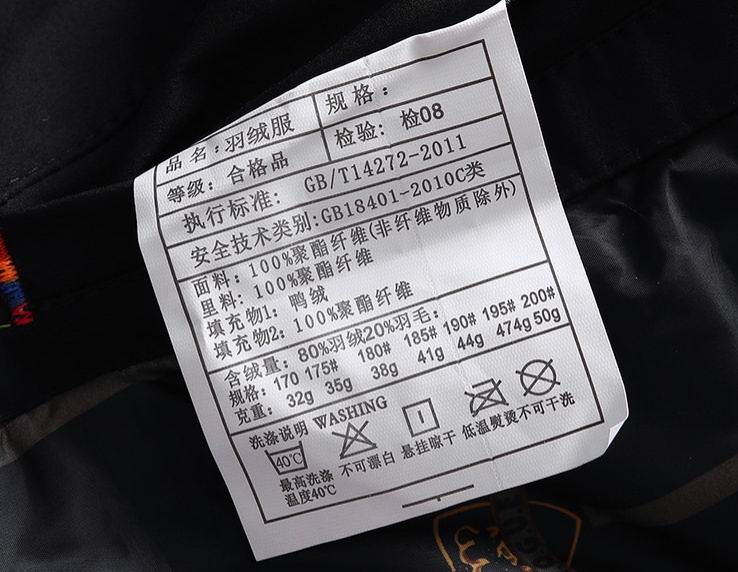 品名:羽绒服 规格:
等级: 合格品 检验: 检08
执行标准: GB/T14272-2011
安全技术类别:GB18401-2010C类
面料: 100%聚酯纤维(非纤维物质除外)
里料: 100%聚酯纤维
填充物1: 鸭绒
填充物2: 100%聚酯纤维
含绒量: 80%羽绒20%羽毛:
规格: 170 175# 180# 185# 190# 195# 200#
克重: 32g 35g 38g 41g 44g 474g 50g
洗涤说明 WASHING
40℃
最高洗涤温度40℃ 不可漂白 悬挂晾干 低温熨烫 不可干洗